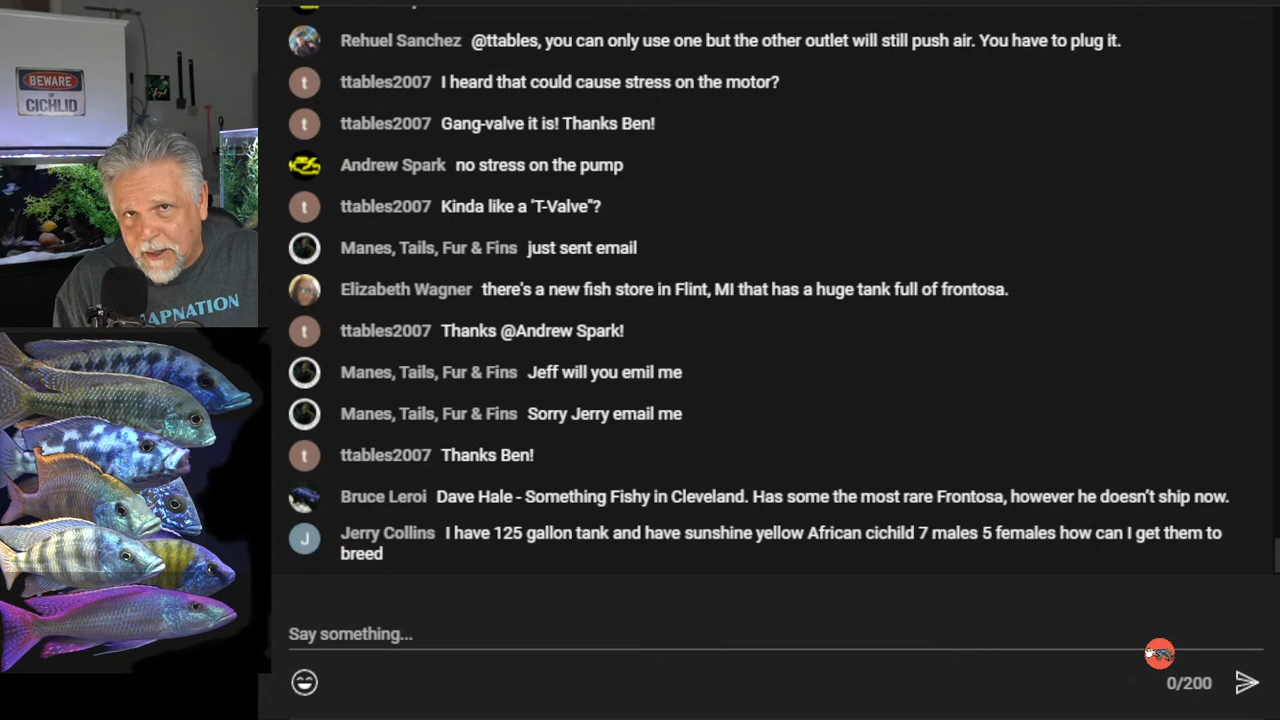 BEWARE
of
CICHLID
APNATION
Rehuel Sanchez @ttables, you can only use one but the other outlet will still push air. You have to plug it.
t ttables2007 I heard that could cause stress on the motor?
t ttables2007 Gang-valve it is! Thanks Ben!
Andrew Spark no stress on the pump
t ttables2007 Kinda like a "T-Valve"?
Manes, Tails, Fur & Fins just sent email
Elizabeth Wagner there's a new fish store in Flint, MI that has a huge tank full of frontosa.
t ttables2007 Thanks @Andrew Spark!
Manes, Tails, Fur & Fins Jeff will you emil me
Manes, Tails, Fur & Fins Sorry Jerry email me
t ttables2007 Thanks Ben!
Bruce Leroi Dave Hale - Something Fishy in Cleveland. Has some the most rare Frontosa, however he doesn't ship now.
J Jerry Collins I have 125 gallon tank and have sunshine yellow African cichild 7 males 5 females how can I get them to
breed
Say something...
0/200